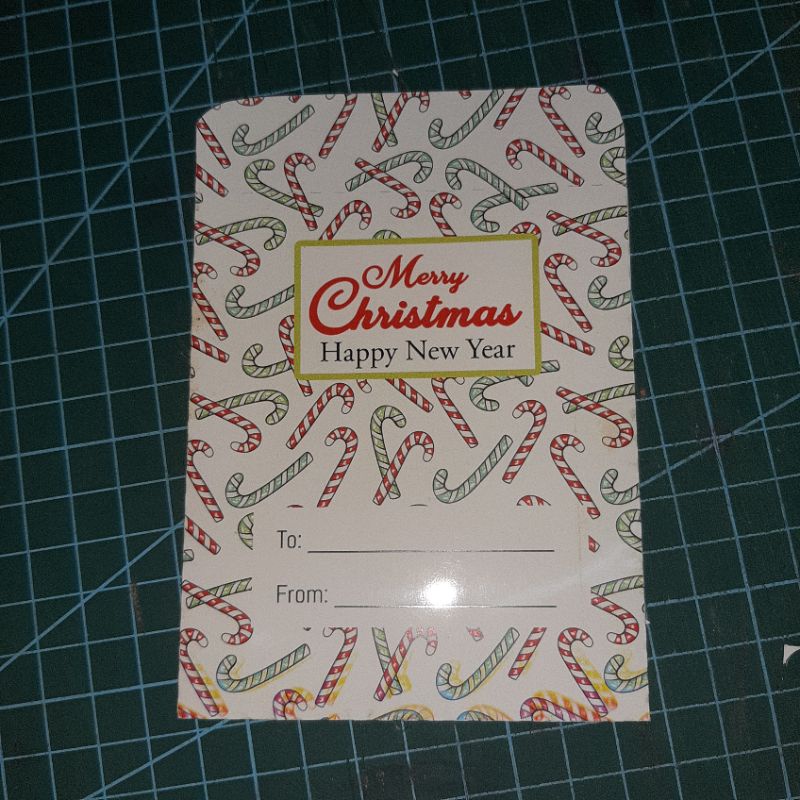 Merry
Christmas
Happy New Year
To:
From: